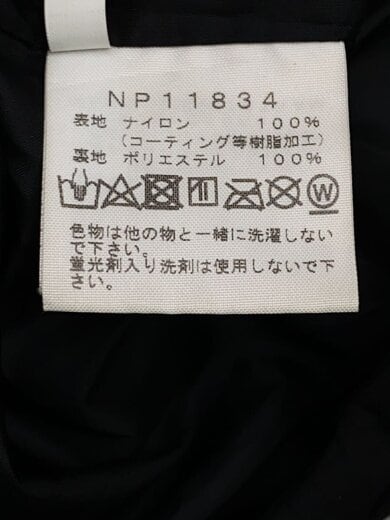 NP11834
表地 ナイロン 100%
(コーティング等樹脂加工)
裏地 ポリエステル 100%
色物は他の物と一緒に洗濯しない
で下さい。
蛍光剤入り洗剤は使用しないで下
さい。